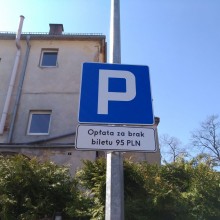 P
Opłata za brak
biletu 95 PLN